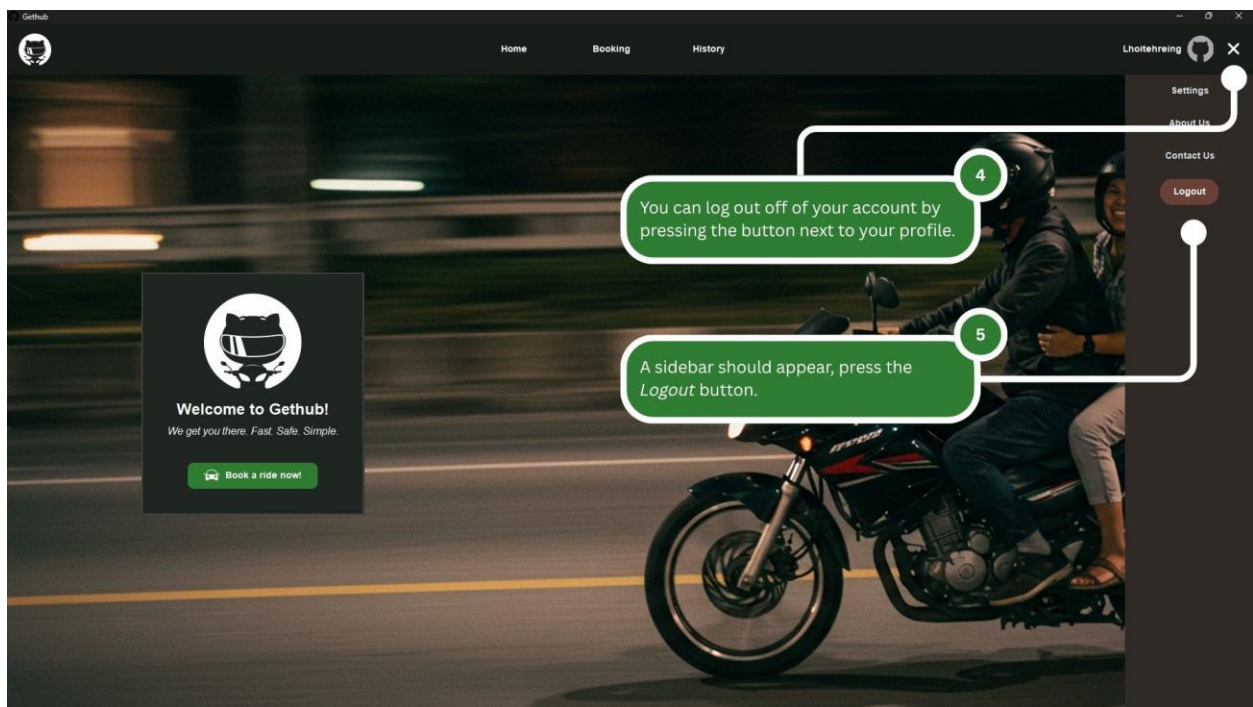 Gethub
Home Booking History Lhoitehreing
Settings
About Us
Contact Us
Logout
4
You can log out off of your account by
pressing the button next to your profile.
5
A sidebar should appear, press the
Logout button.
Welcome to Gethub!
We get you there. Fast. Safe. Simple.
Book a ride now!